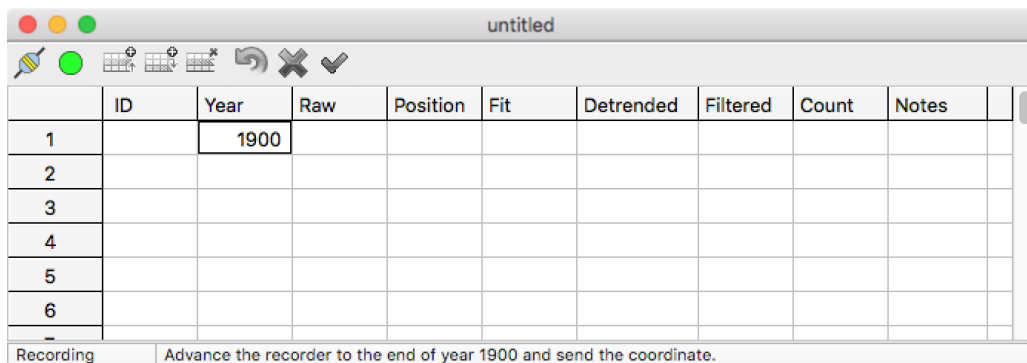 untitled
ID Year Raw Position Fit Detrended Filtered Count Notes
1 1900
2
3
4
5
6
Recording Advance the recorder to the end of year 1900 and send the coordinate.